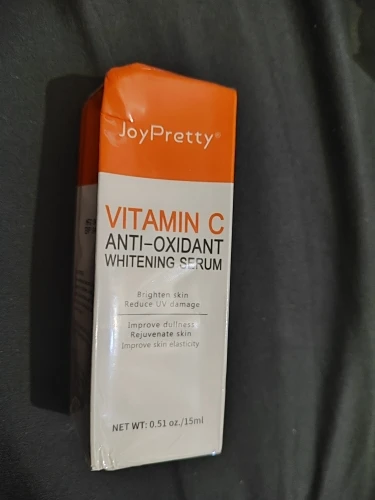 JoyPretty®
VITAMIN C
ANTI-OXIDANT
WHITENING SERUM
Brighten skin
Reduce UV damage
Improve dullness
Rejuvenate skin
Improve skin elasticity
NET WT: 0.51 oz./15ml